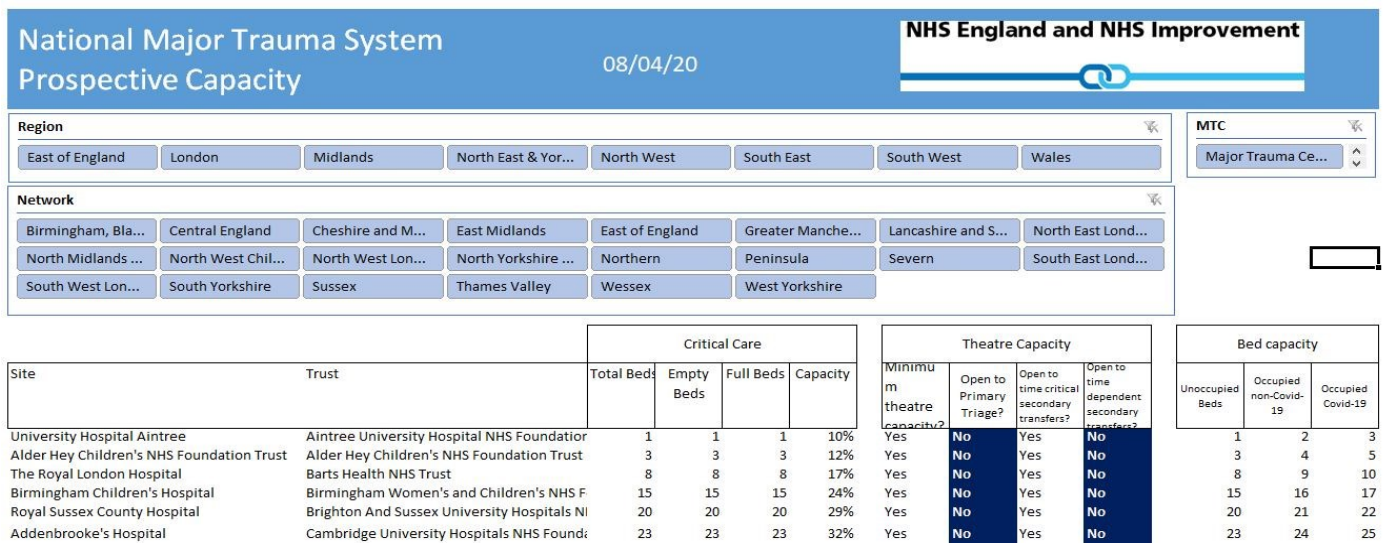 National Major Trauma System
Prospective Capacity
08/04/20
NHS England and NHS Improvement
Region
East of England London Midlands North East & Yor... North West South East South West Wales
MTC
Major Trauma Ce...
Network
Birmingham, Bla... Central England Cheshire and M... East Midlands East of England Greater Manche... Lancashire and S... North East Lond...
North Midlands ... North West Chil... North West Lon... North Yorkshire ... Northern Peninsula Severn South East Lond...
South West Lon... South Yorkshire Sussex Thames Valley Wessex West Yorkshire
Critical Care
Theatre Capacity
Bed capacity
Site
Trust
Total Beds
Empty
Beds
Full Beds
Capacity
Minimu
m
theatre
capacity?
Open to
Primary
Triage?
Open to
time critical
secondary
transfers?
Open to
time
dependent
secondary
transfers?
Unoccupied
Beds
Occupied
non-Covid-
19
Occupied
Covid-19
University Hospital Aintree Aintree University Hospital NHS Foundation 1 1 1 10% Yes No Yes No 1 2 3
Alder Hey Children's NHS Foundation Trust Alder Hey Children's NHS Foundation Trust 3 3 3 12% Yes No Yes No 3 4 5
The Royal London Hospital Barts Health NHS Trust 8 8 8 17% Yes No Yes No 8 9 10
Birmingham Children's Hospital Birmingham Women's and Children's NHS F 15 15 15 24% Yes No Yes No 15 16 17
Royal Sussex County Hospital Brighton And Sussex University Hospitals N 20 20 20 29% Yes No Yes No 20 21 22
Addenbrooke's Hospital Cambridge University Hospitals NHS Founda 23 23 23 32% Yes No Yes No 23 24 25